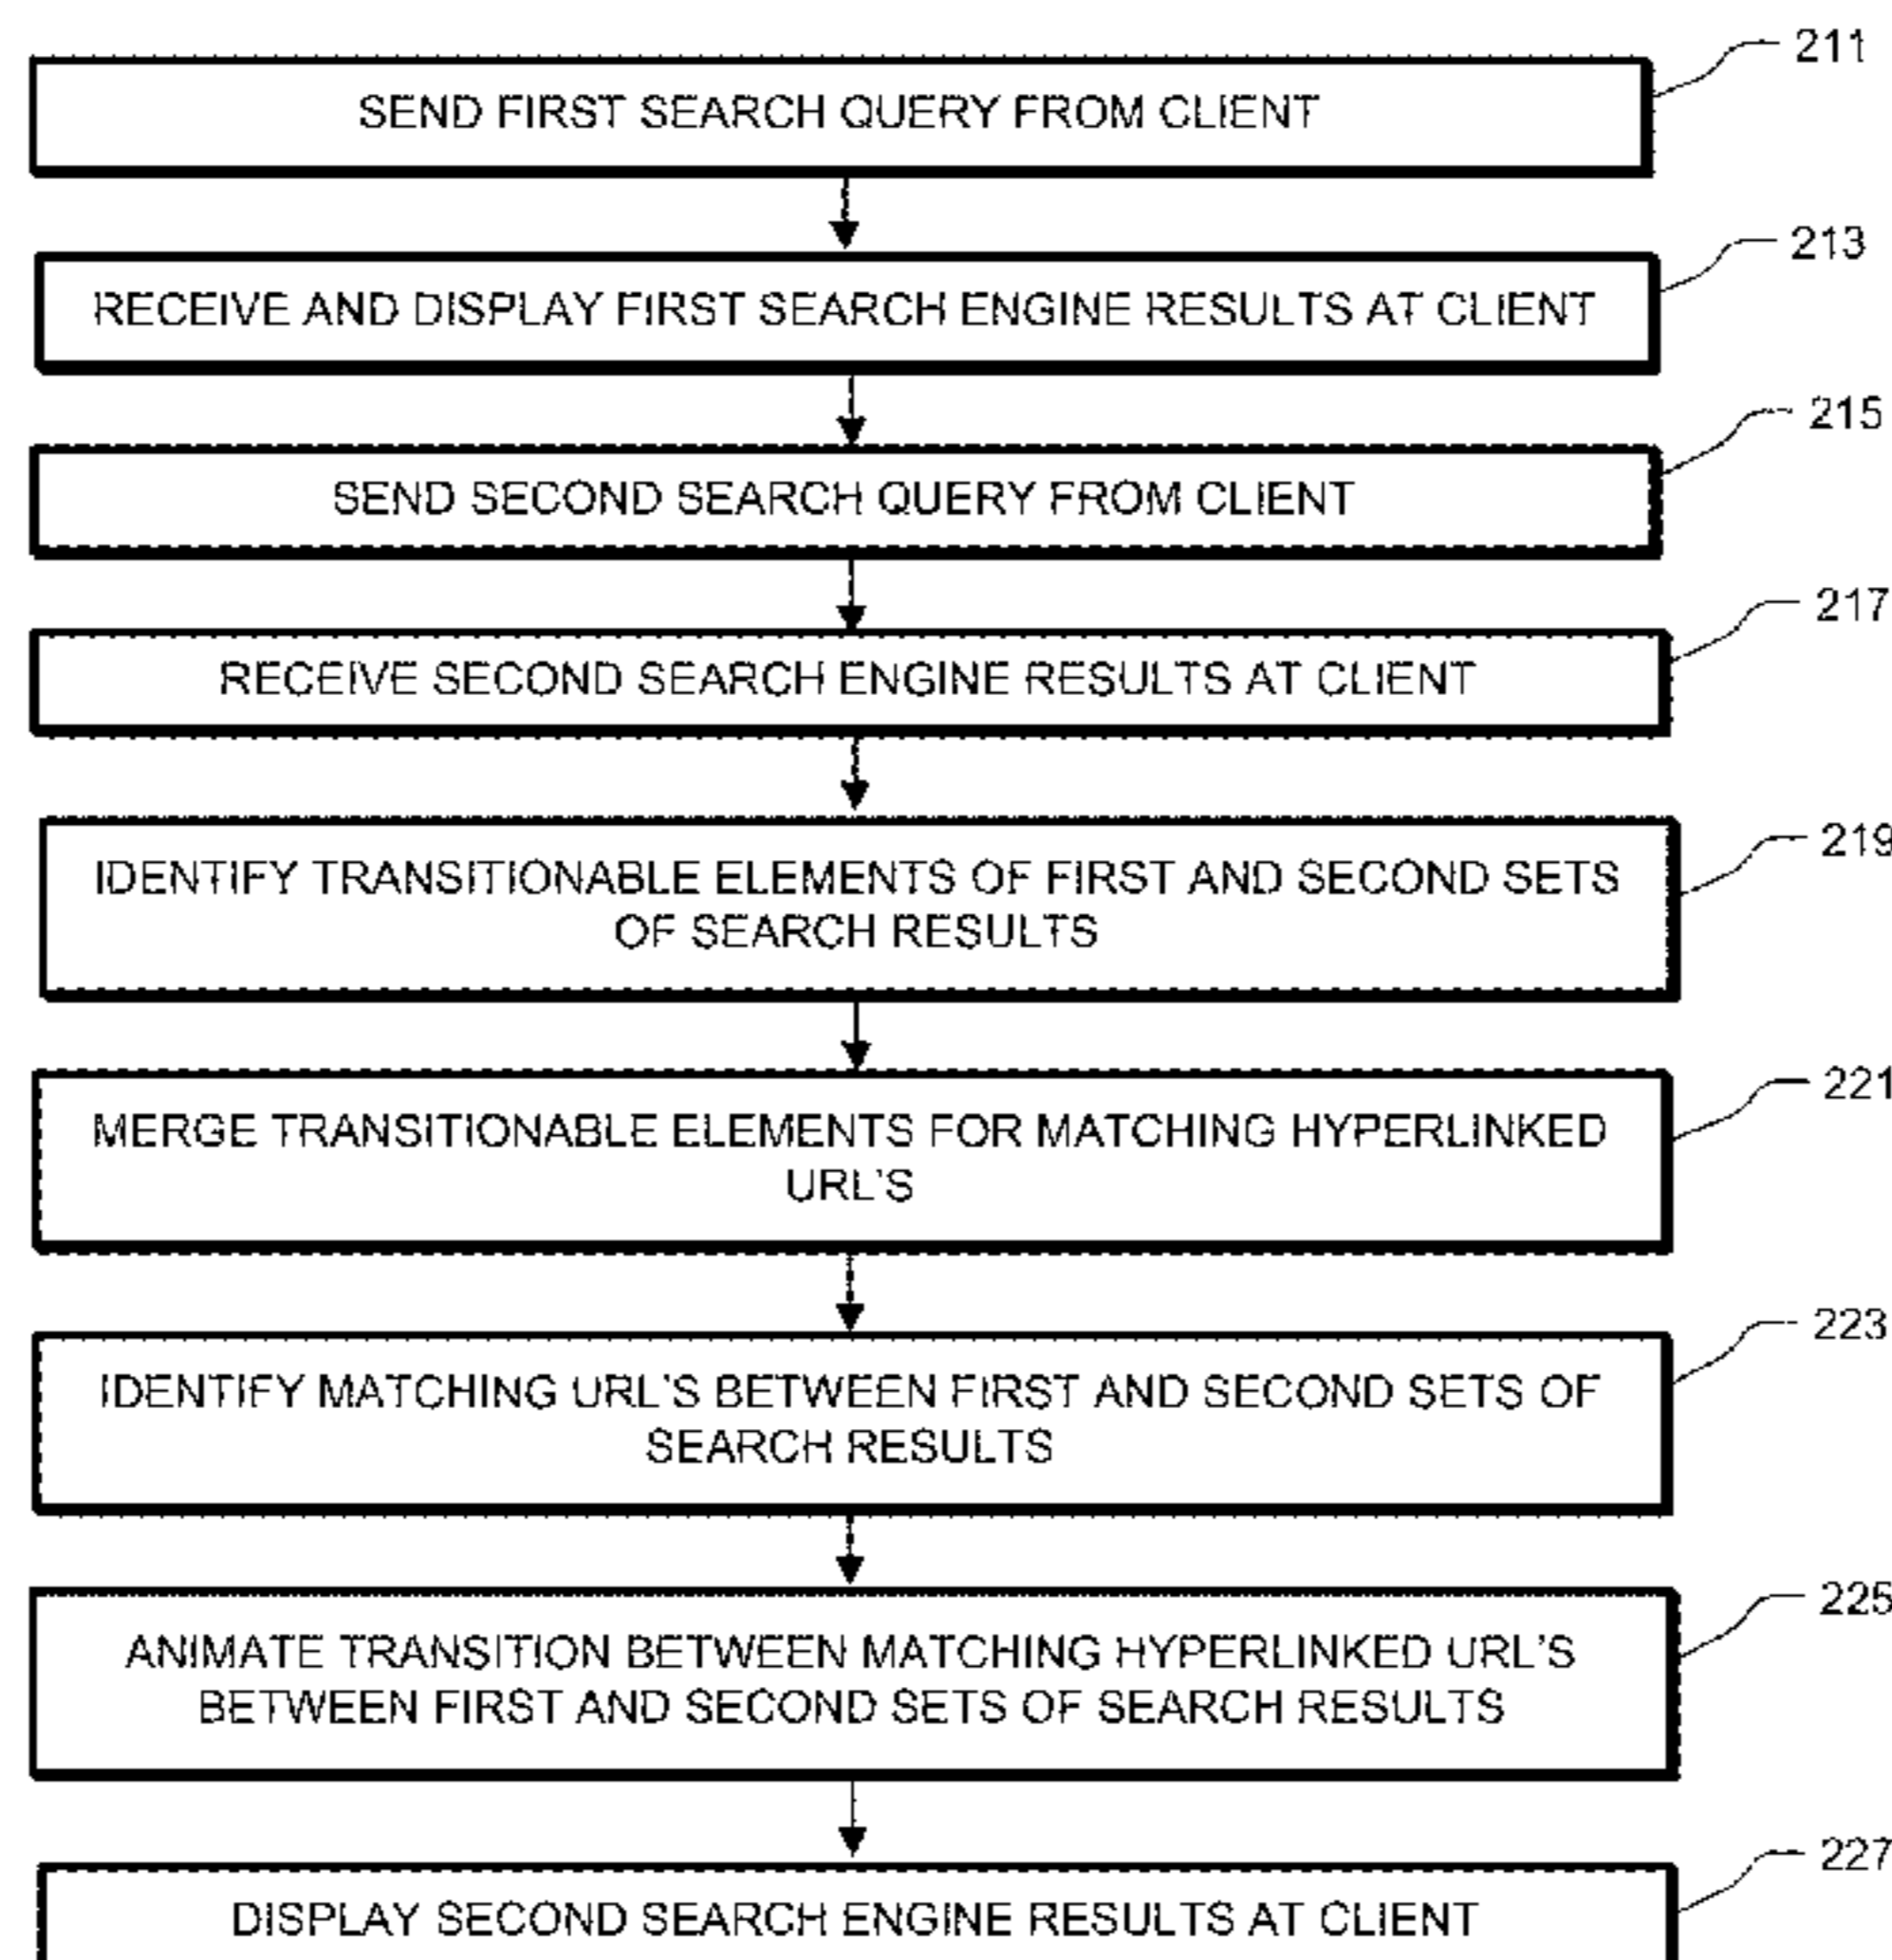 211
SEND FIRST SEARCH QUERY FROM CLIENT
213
RECEIVE AND DISPLAY FIRST SEARCH ENGINE RESULTS AT CLIENT
215
SEND SECOND SEARCH QUERY FROM CLIENT
217
RECEIVE SECOND SEARCH ENGINE RESULTS AT CLIENT
219
IDENTIFY TRANSITIONABLE ELEMENTS OF FIRST AND SECOND SETS
OF SEARCH RESULTS
221
MERGE TRANSITIONABLE ELEMENTS FOR MATCHING HYPERLINKED
URL'S
223
IDENTIFY MATCHING URL'S BETWEEN FIRST AND SECOND SETS OF
SEARCH RESULTS
225
ANIMATE TRANSITION BETWEEN MATCHING HYPERLINKED URL'S
BETWEEN FIRST AND SECOND SETS OF SEARCH RESULTS
227
DISPLAY SECOND SEARCH ENGINE RESULTS AT CLIENT